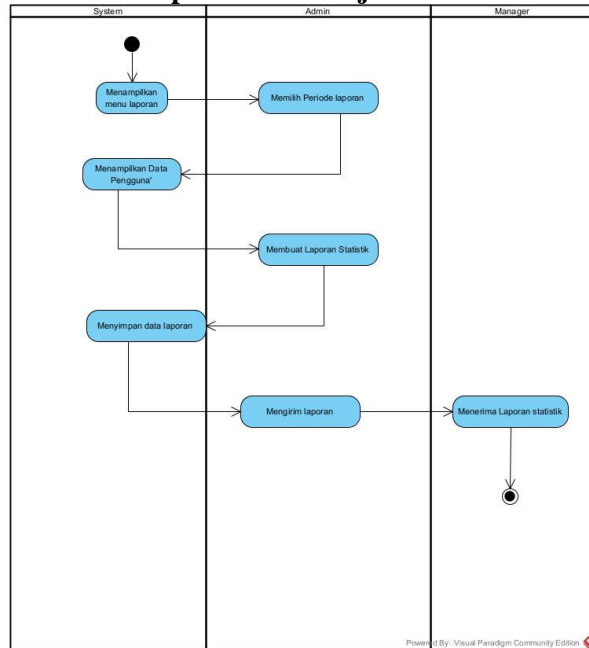 System
Admin
Manager
Menampilkan
menu laporan
Memilih Periode laporan
Menampilkan Data
Pengguna'
Membuat Laporan Statistik
Menyimpan data laporan
Mengirim laporan
Menerima Laporan statistik
Powered By: Visual Paradigm Community Edition